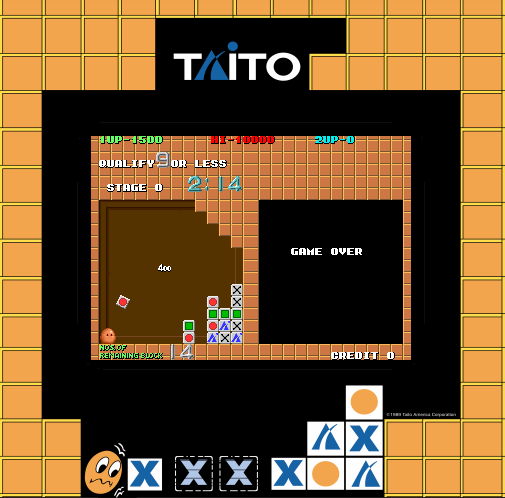 TAITO
1UP-1500 HI-10000 2UP-0
QUALIFY 9 OR LESS
STAGE 0 2:14
400
GAME OVER
NOS.OF
REMAINING BLOCK 14
CREDIT 0
©1989 Taito America Corporation